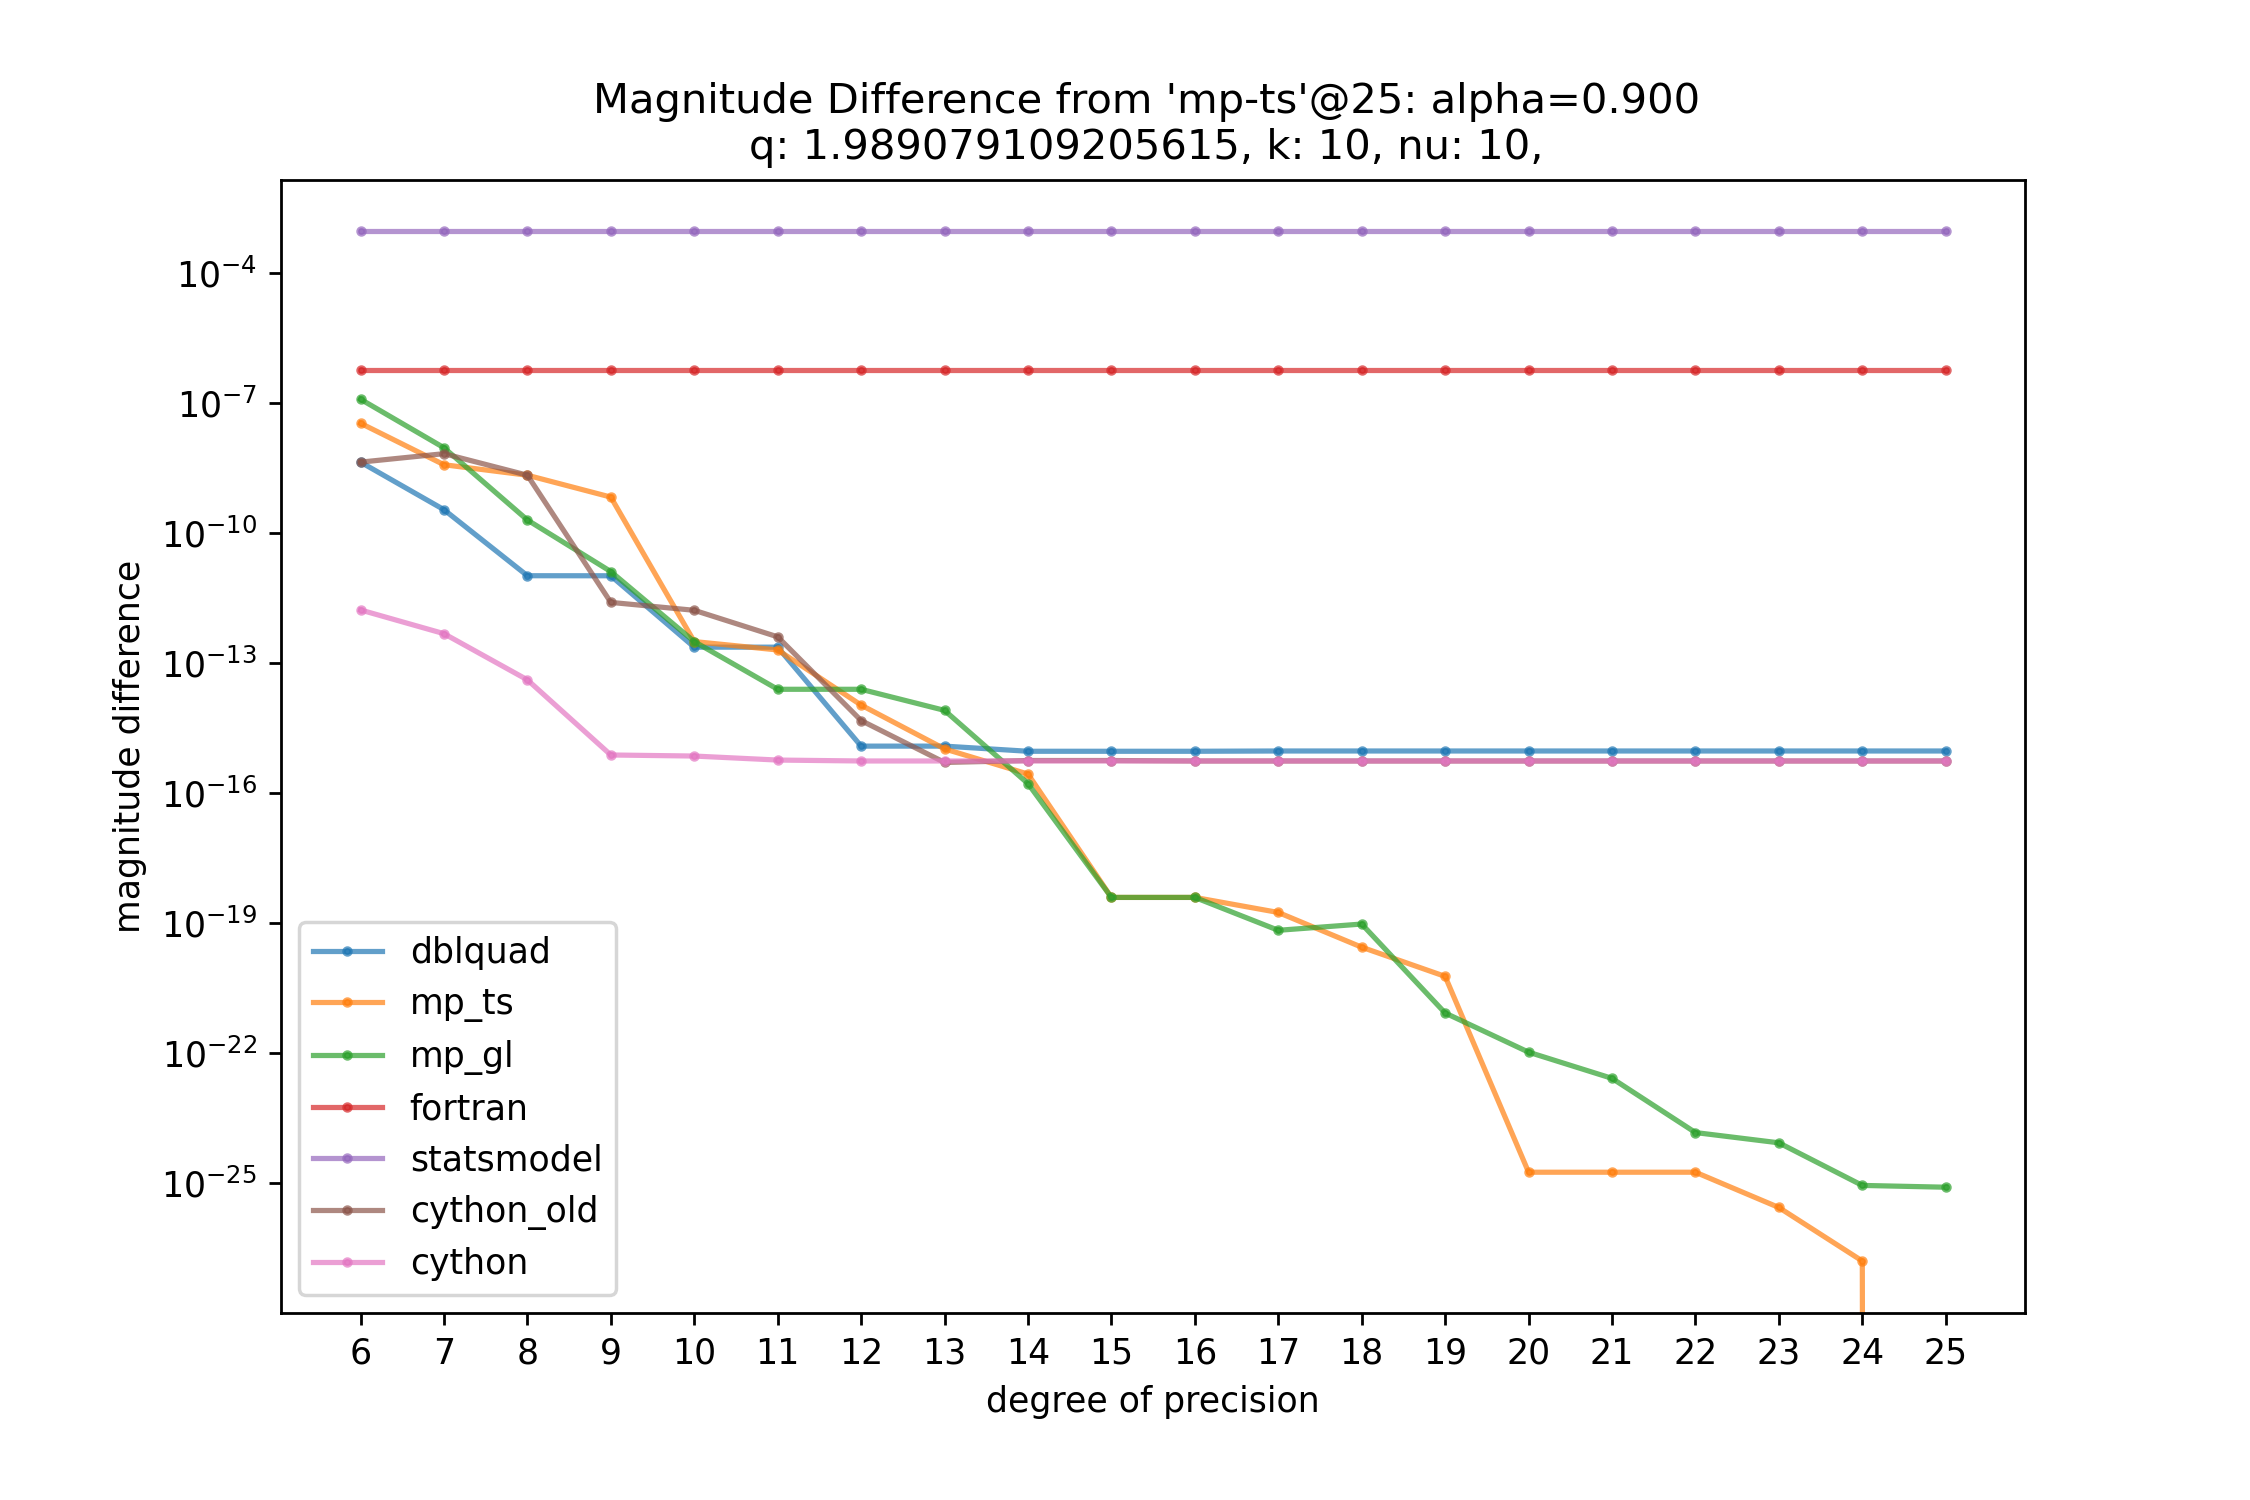 Magnitude Difference from 'mp-ts'@25: alpha=0.900
q: 1.989079109205615, k: 10, nu: 10,
magnitude difference
10⁻⁴
10⁻⁷
10⁻¹⁰
10⁻¹³
10⁻¹⁶
10⁻¹⁹
10⁻²²
10⁻²⁵
dblquad
mp_ts
mp_gl
fortran
statsmodel
cython_old
cython
6 7 8 9 10 11 12 13 14 15 16 17 18 19 20 21 22 23 24 25
degree of precision